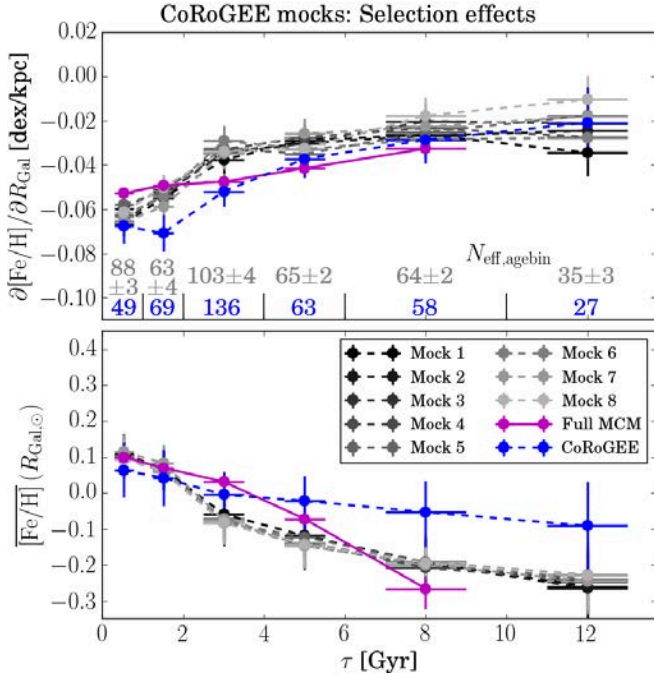 CoRoGEE mocks: Selection effects
∂[Fe/H]/∂R_Gal [dex/kpc]
0.02
0.00
−0.02
−0.04
−0.06
−0.08
−0.10
N_eff,agebin
88 ±3 63 ±4 103±4 65±2 64±2 35±3
49 69 136 63 58 27
[Fe/H] (R_Gal,⊙)
0.4
0.3
0.2
0.1
0.0
−0.1
−0.2
−0.3
Mock 1 Mock 6
Mock 2 Mock 7
Mock 3 Mock 8
Mock 4 Full MCM
Mock 5 CoRoGEE
0 2 4 6 8 10 12
τ [Gyr]